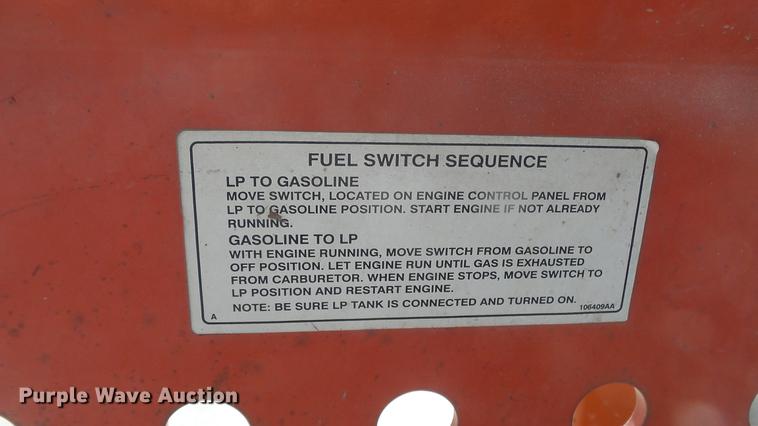 FUEL SWITCH SEQUENCE
LP TO GASOLINE
MOVE SWITCH, LOCATED ON ENGINE CONTROL PANEL FROM
LP TO GASOLINE POSITION. START ENGINE IF NOT ALREADY
RUNNING.
GASOLINE TO LP
WITH ENGINE RUNNING, MOVE SWITCH FROM GASOLINE TO
OFF POSITION. LET ENGINE RUN UNTIL GAS IS EXHAUSTED
FROM CARBURETOR. WHEN ENGINE STOPS, MOVE SWITCH TO
LP POSITION AND RESTART ENGINE.
NOTE: BE SURE LP TANK IS CONNECTED AND TURNED ON.
A 106409AA
Purple Wave Auction